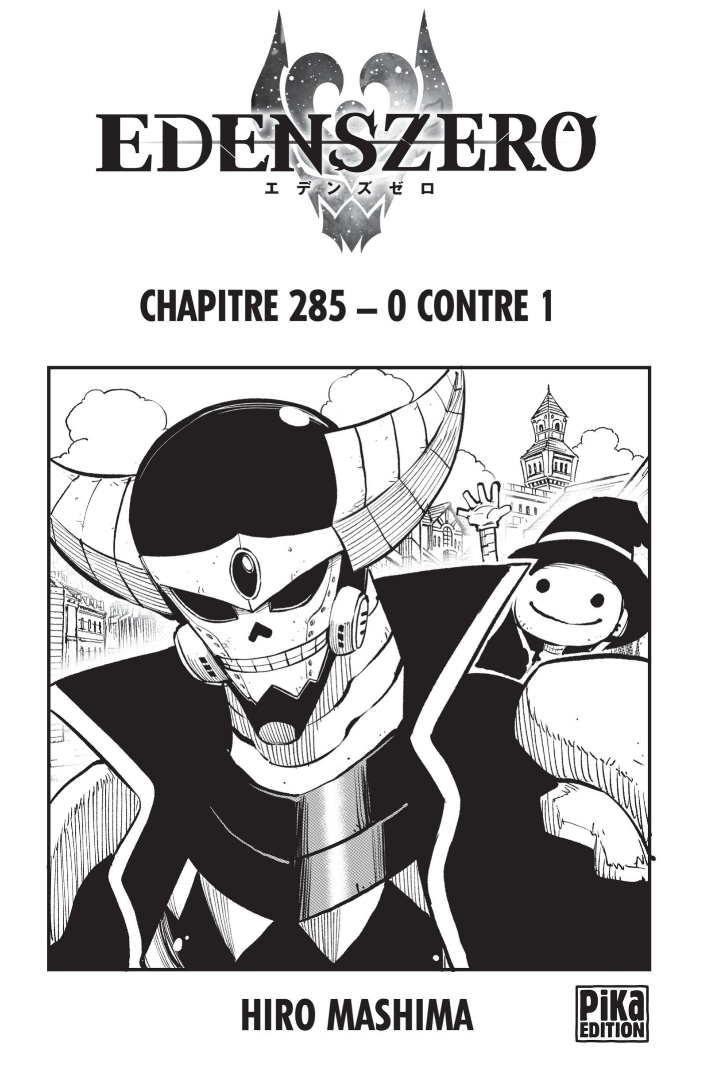 EDENSZERO
エデンズゼロ
CHAPITRE 285 – 0 CONTRE 1
HIRO MASHIMA
PiKa
EDITION